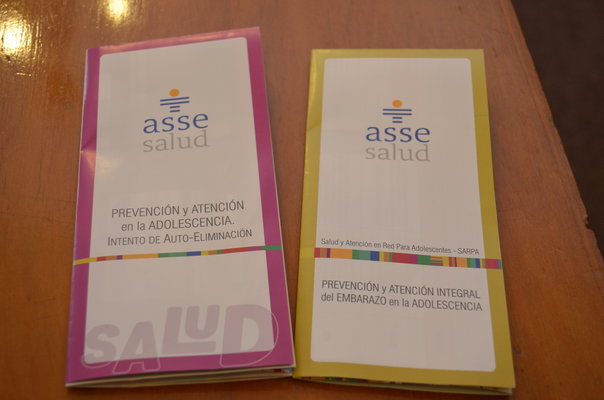 asse
salud
PREVENCIÓN y ATENCIÓN
en la ADOLESCENCIA.
INTENTO DE AUTO-ELIMINACIÓN
SALUD
asse
salud
Salud y Atención en Red Para Adolescentes - SARPA
PREVENCIÓN y ATENCIÓN INTEGRAL
del EMBARAZO en la ADOLESCENCIA